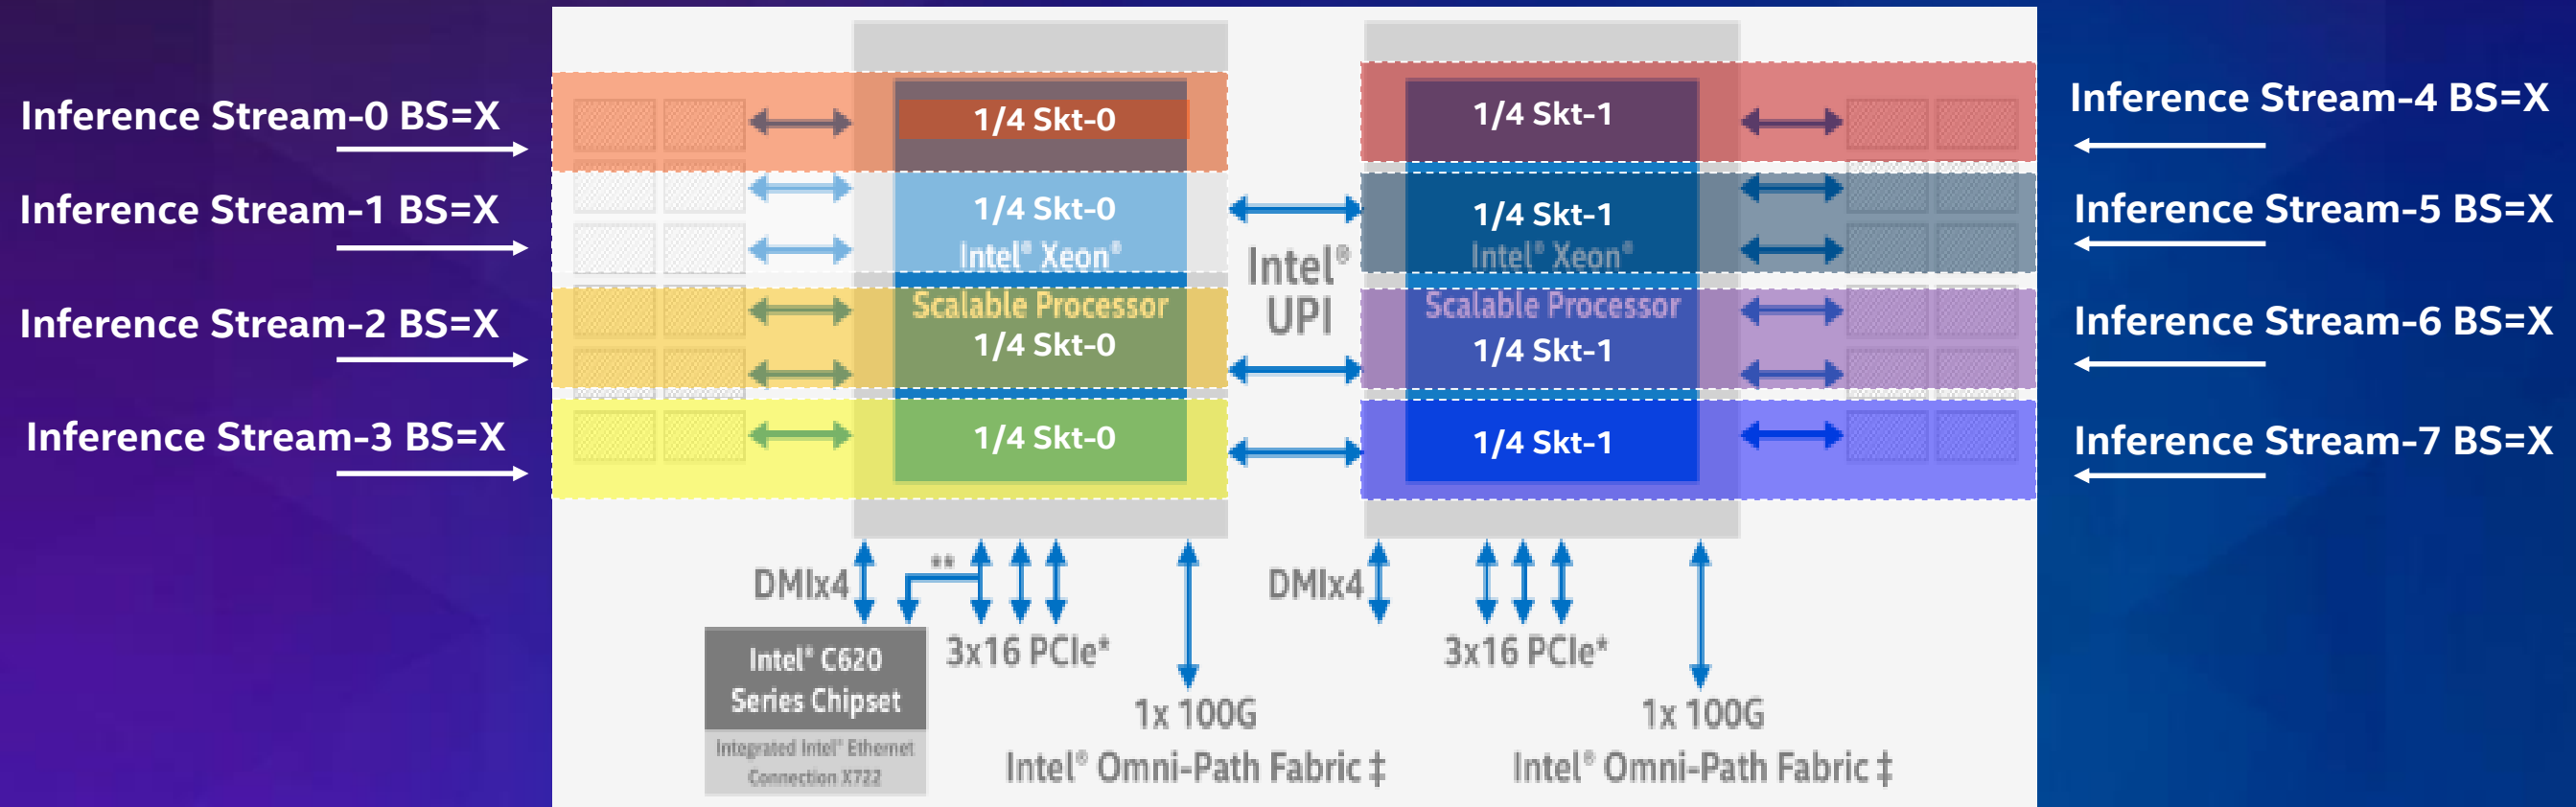 Inference Stream-0 BS=X
Inference Stream-1 BS=X
Inference Stream-2 BS=X
Inference Stream-3 BS=X
1/4 Skt-0
1/4 Skt-0
Intel® Xeon®
Scalable Processor
1/4 Skt-0
1/4 Skt-0
Intel®
UPI
1/4 Skt-1
1/4 Skt-1
Intel® Xeon®
Scalable Processor
1/4 Skt-1
1/4 Skt-1
Inference Stream-4 BS=X
Inference Stream-5 BS=X
Inference Stream-6 BS=X
Inference Stream-7 BS=X
DMIx4
**
3x16 PCIe*
Intel® C620
Series Chipset
Integrated Intel® Ethernet
Connection X722
1x 100G
Intel® Omni-Path Fabric ‡
DMIx4
3x16 PCIe*
1x 100G
Intel® Omni-Path Fabric ‡